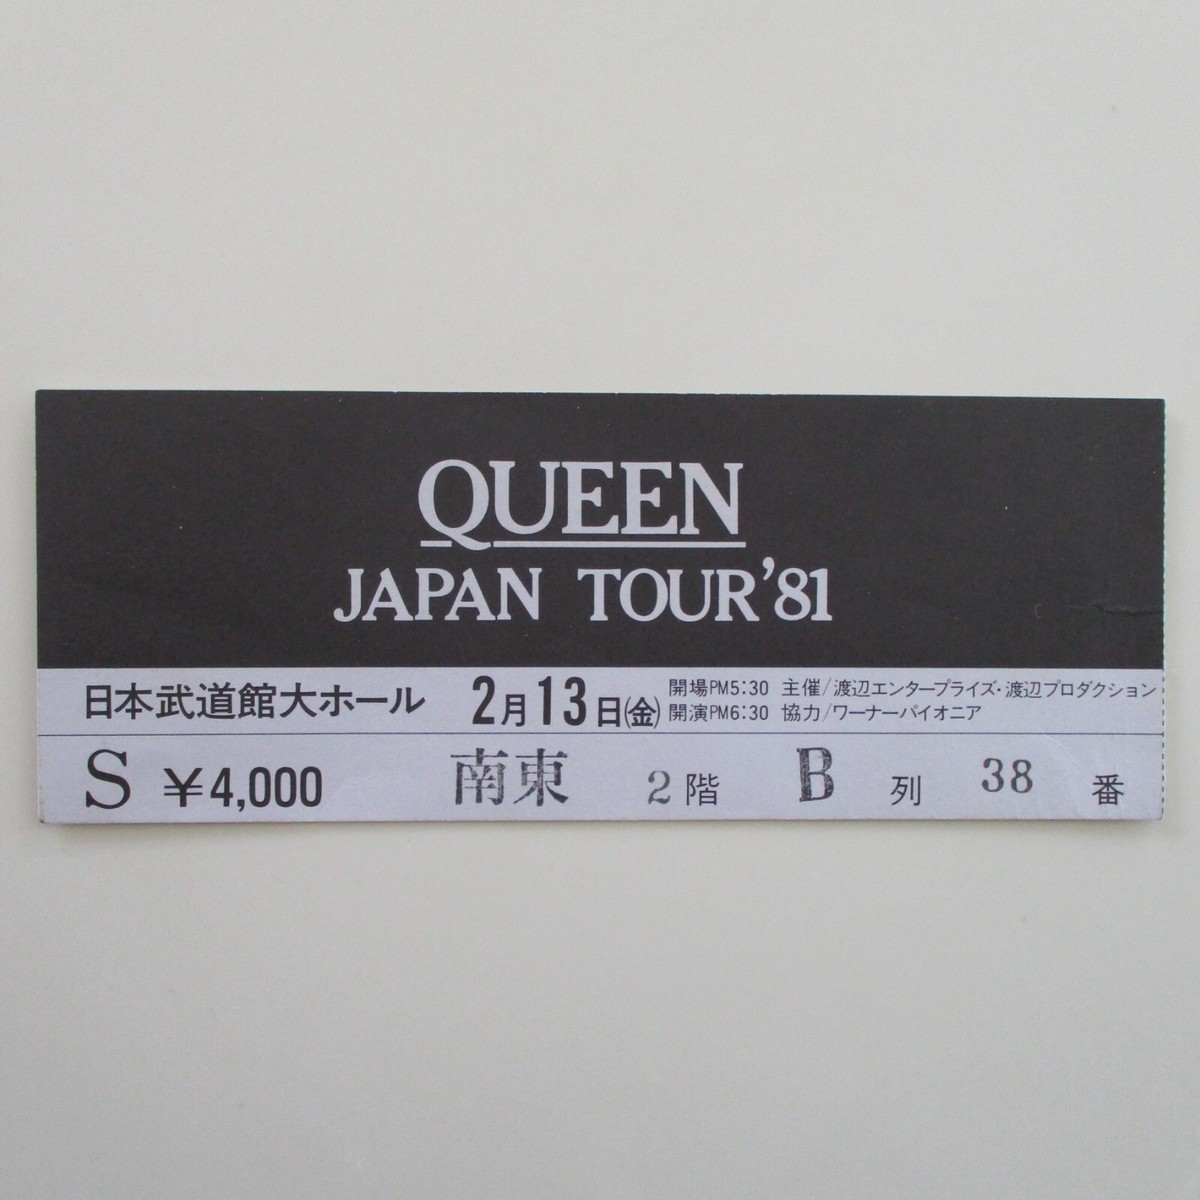 QUEEN
JAPAN TOUR'81
日本武道館大ホール 2月13日(金) 開場PM5:30 主催/渡辺エンタープライズ・渡辺プロダクション
開演PM6:30 協力/ワーナーパイオニア
S ¥4,000 南東 2階 B列 38番